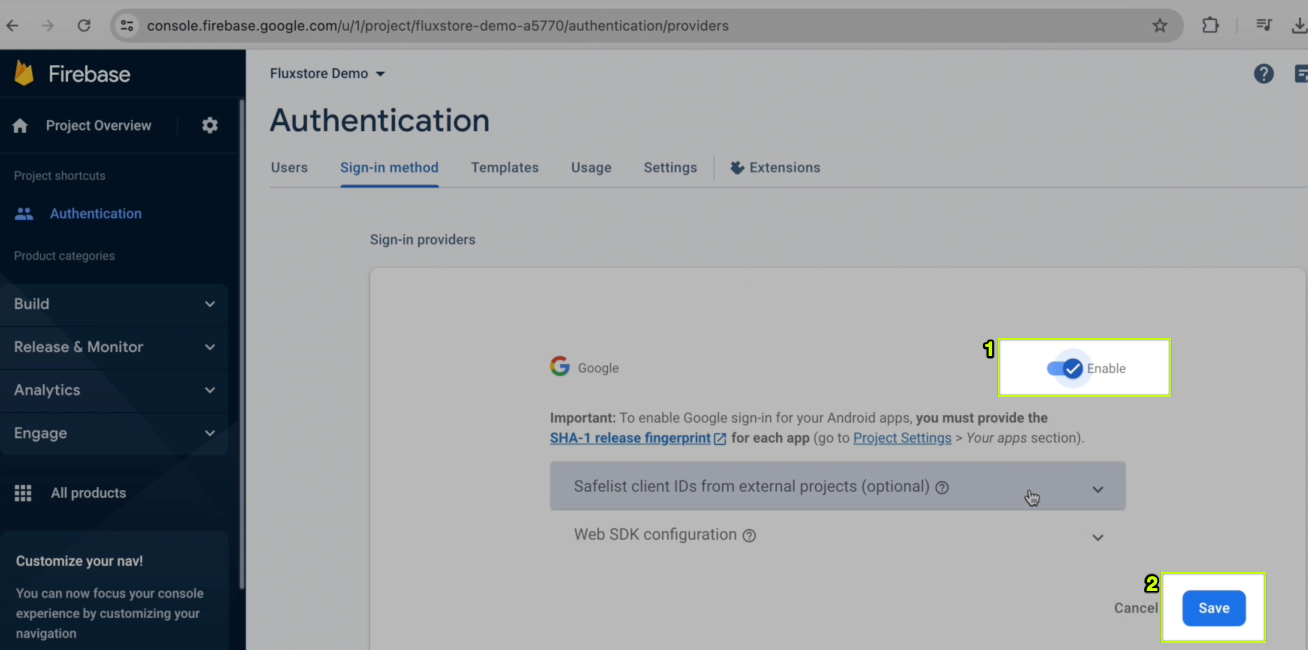 console.firebase.google.com/u/1/project/fluxstore-demo-a5770/authentication/providers
Firebase
Fluxstore Demo
Project Overview
Authentication
Users
Sign-in method
Templates
Usage
Settings
Extensions
Project shortcuts
Authentication
Product categories
Sign-in providers
Build
Release & Monitor
Analytics
Engage
All products
Customize your nav!
You can now focus your console
experience by customizing your
navigation
Google
1
Enable
Important: To enable Google sign-in for your Android apps, you must provide the
SHA-1 release fingerprint for each app (go to Project Settings > Your apps section).
Safelist client IDs from external projects (optional)
Web SDK configuration
2
Cancel
Save